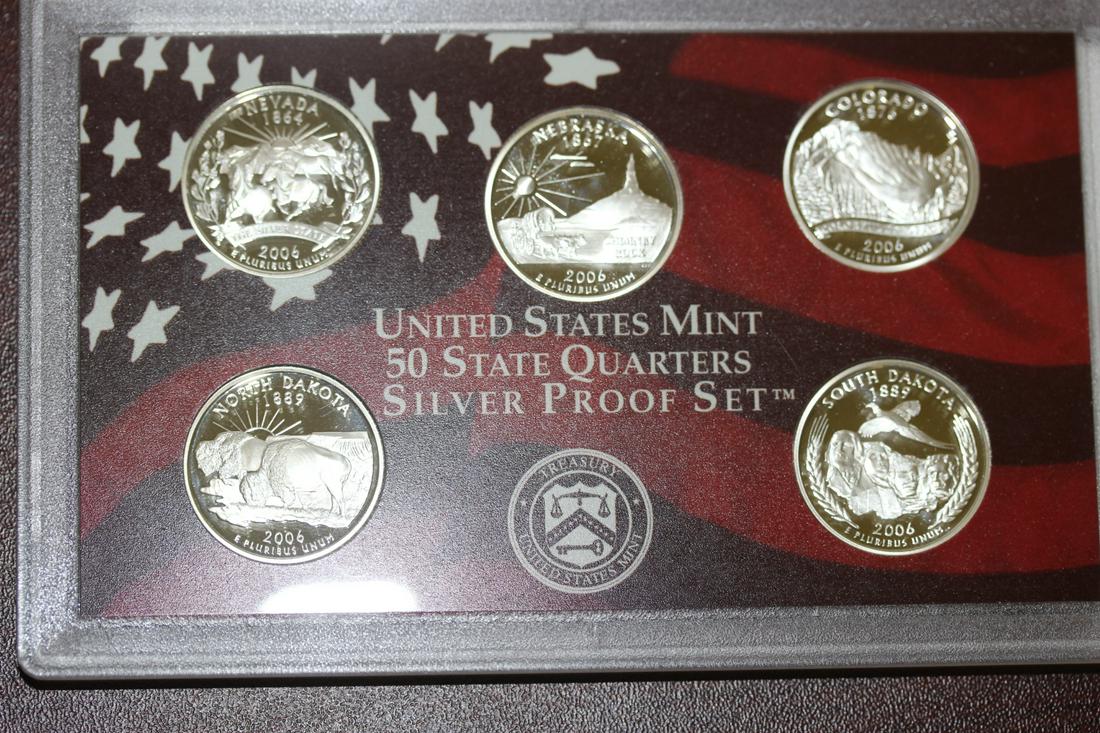 NEVADA
1864
THE SILVER STATE
2006
E PLURIBUS UNUM
NEBRASKA
1867
CHIMNEY
ROCK
2006
E PLURIBUS UNUM
COLORADO
1876
2006
E PLURIBUS UNUM
UNITED STATES MINT
50 STATE QUARTERS
SILVER PROOF SET™
NORTH DAKOTA
1889
2006
E PLURIBUS UNUM
TREASURY
UNITED STATES MINT
SOUTH DAKOTA
1889
2006
E PLURIBUS UNUM